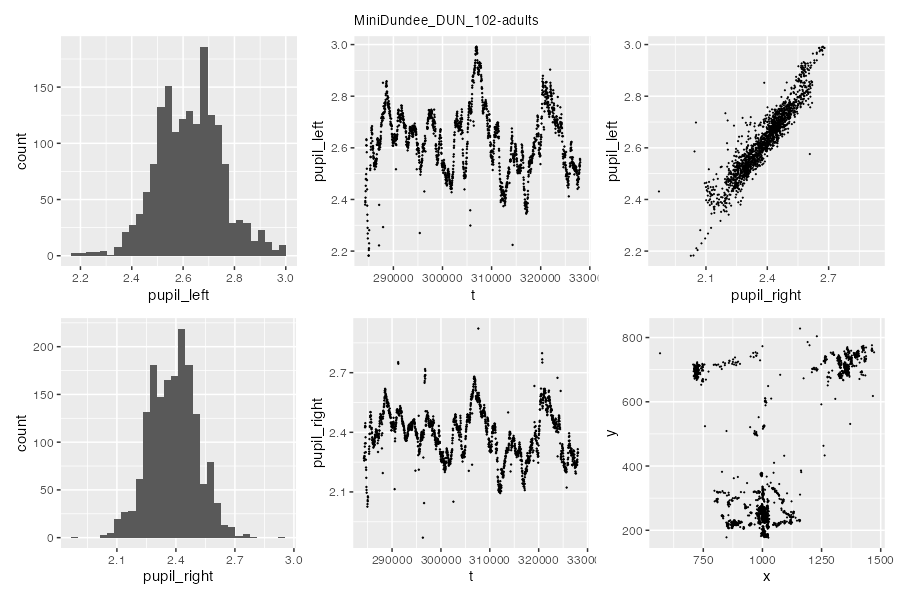 MiniDundee_DUN_102-adults
count
150
100
50
0
2.2 2.4 2.6 2.8 3.0
pupil_left
pupil_left
3.0
2.8
2.6
2.4
2.2
290000 300000 310000 320000 33000
t
pupil_left
3.0
2.8
2.6
2.4
2.2
2.1 2.4 2.7
pupil_right
count
200
150
100
50
0
2.1 2.4 2.7 3.0
pupil_right
pupil_right
2.7
2.4
2.1
290000 300000 310000 320000 33000
t
y
800
600
400
200
750 1000 1250 1500
x